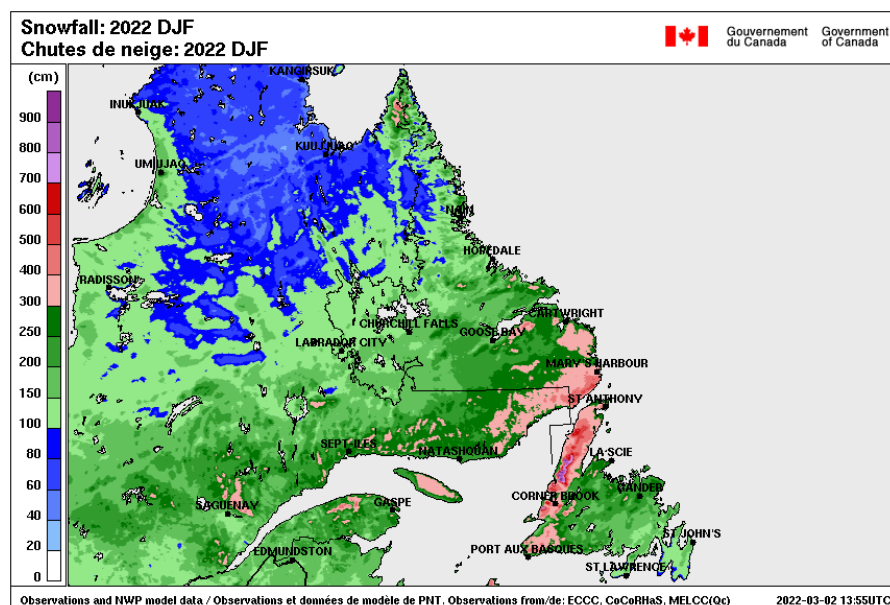 Snowfall: 2022 DJF
Chutes de neige: 2022 DJF
Gouvernement du Canada
Government of Canada
(cm)
900
800
700
600
500
400
300
250
200
150
100
80
60
40
20
0
KANGIRSUK
INUKJUAK
KUUJJUAQ
UMIUJAQ
NAIN
HOPEDALE
RADISSON
CARTWRIGHT
CHURCHILL FALLS
GOOSE BAY
LABRADOR CITY
MARY'S HARBOUR
ST ANTHONY
SEPT-ILES
LA SCIE
NATASHQUAN
GANDER
CORNER BROOK
SAGUENAY
GASPE
ST JOHN'S
EDMUNDSTON
PORT AUX BASQUES
ST LAWRENCE
Observations and NWP model data / Observations et données de modèle de PNT. Observations from/de: ECCC, CoCoRHaS, MELCC(Qc)
2022-03-02 13:55UTC